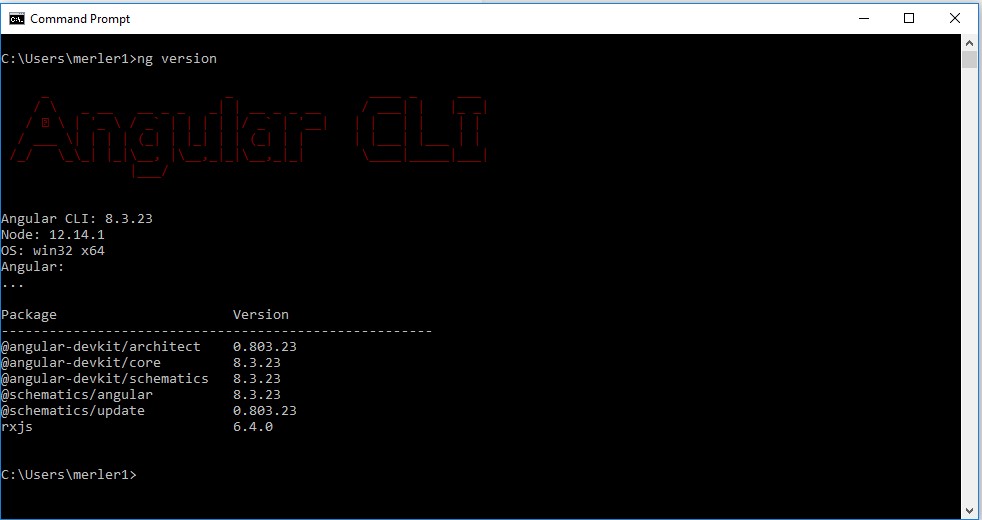 Command Prompt
C:\Users\merler1>ng version
Angular CLI
Angular CLI: 8.3.23
Node: 12.14.1
OS: win32 x64
Angular:
...
Package                      Version
------------------------------------------------------
@angular-devkit/architect    0.803.23
@angular-devkit/core         8.3.23
@angular-devkit/schematics   8.3.23
@schematics/angular          8.3.23
@schematics/update           0.803.23
rxjs                         6.4.0
C:\Users\merler1>